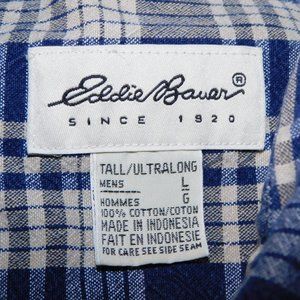 Eddie Bauer®
SINCE 1920
TALL/ULTRALONG
MENS L
HOMMES G
100% COTTON/COTON
MADE IN INDONESIA
FAIT EN INDONESIE
FOR CARE SEE SIDE SEAM